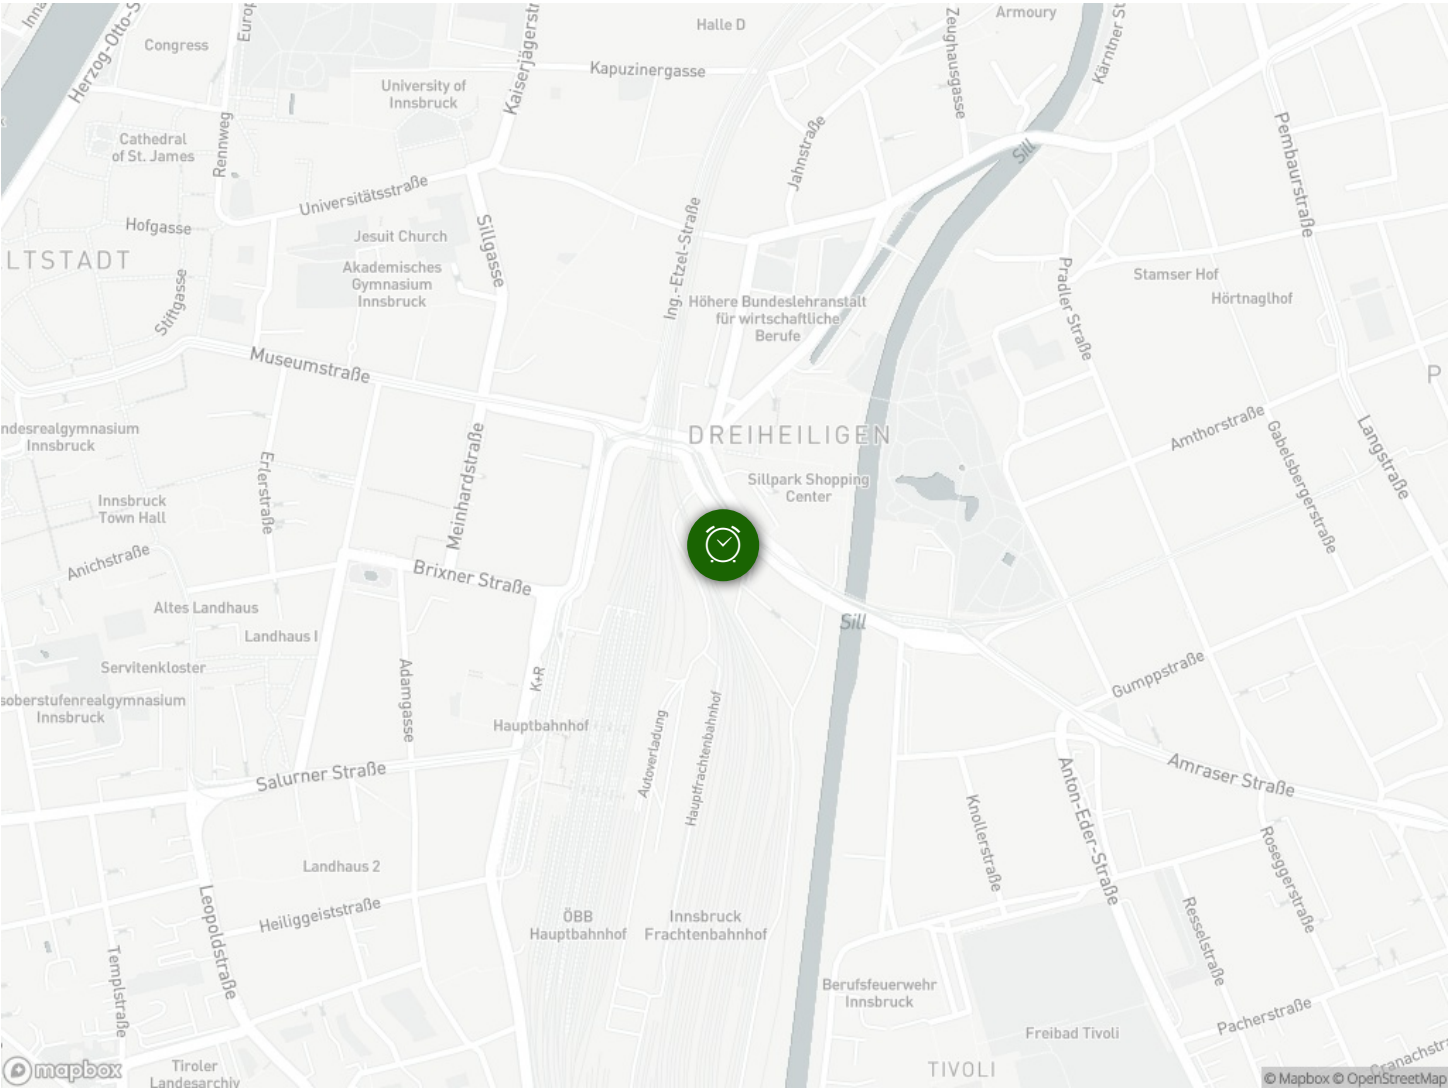 Herzog-Otto-S
Congress
Halle D
Armoury
Kärntner St
Zeughausgasse
Kaiserjägerstr
Kapuzinergasse
University of
Innsbruck
Cathedral
of St. James
Rennweg
Jahnstraße
Sill
Pembaurstraße
Universitätsstraße
Hofgasse
Jesuit Church
Sillgasse
Ing.-Etzel-Straße
LTSTADT
Akademisches
Gymnasium
Innsbruck
Stiftgasse
Höhere Bundeslehranstalt
für wirtschaftliche
Berufe
Pradler Straße
Stamser Hof
Hörtnaglhof
Museumstraße
P
ndesrealgymnasium
Innsbruck
DREIHEILIGEN
Amthorstraße
Gabelsbergerstraße
Langstraße
Erlerstraße
Meinhardstraße
Sillpark Shopping
Center
Innsbruck
Town Hall
Anichstraße
Brixner Straße
Altes Landhaus
Landhaus I
Sill
Servitenkloster
soberstufenrealgymnasium
Innsbruck
Adamgasse
K+R
Hauptbahnhof
Autoverladung
Hauptfrachtenbahnhof
Gumppstraße
Amraser Straße
Salurner Straße
Anton-Eder-Straße
Knollerstraße
Roseggerstraße
Landhaus 2
Leopoldstraße
Heiliggeiststraße
ÖBB
Hauptbahnhof
Innsbruck
Frachtenbahnhof
Resselstraße
Templstraße
Berufsfeuerwehr
Innsbruck
Freibad Tivoli
Pacherstraße
TIVOLI
Cranachstra
Tiroler
Landesarchiv
mapbox
© Mapbox © OpenStreetMap